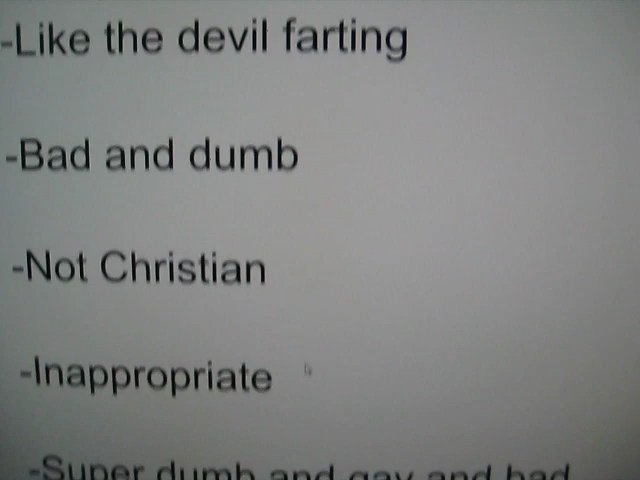 -Like the devil farting
-Bad and dumb
-Not Christian
-Inappropriate
-Super dumb and gay and bad